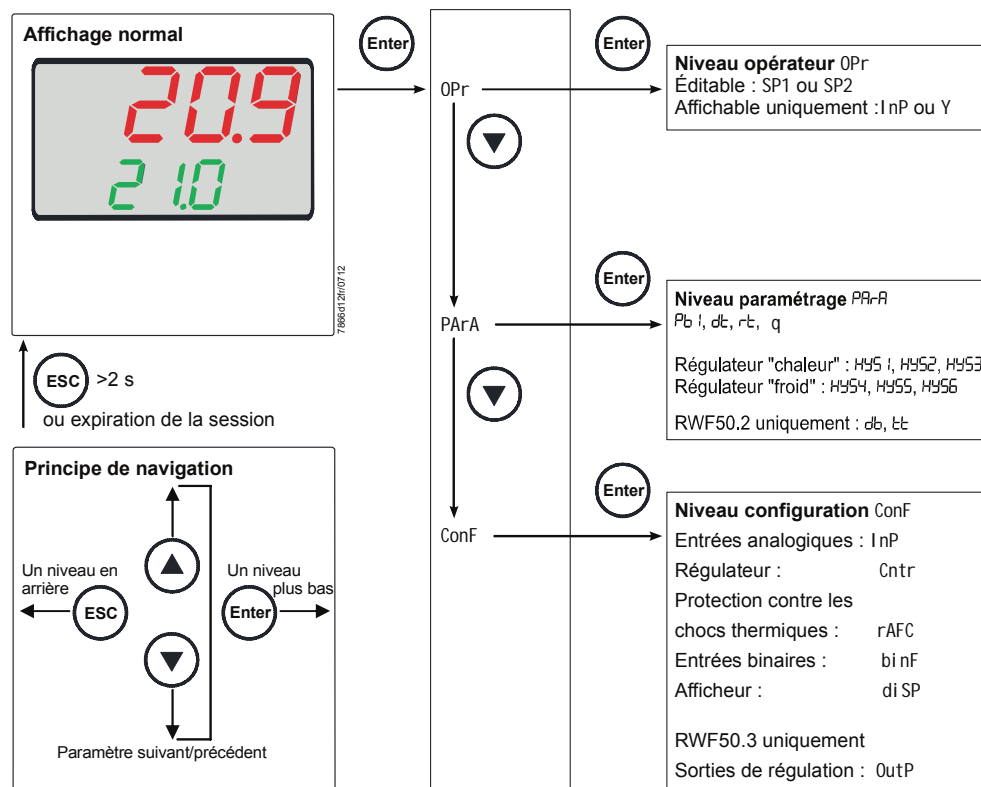 Affichage normal
20.9
21.0
7866d12fr/0712
ESC >2 s
ou expiration de la session
Principe de navigation
Un niveau en
arrière
ESC
Un niveau
plus bas
Enter
Paramètre suivant/précédent
Enter
OPr
PArA
ConF
Enter
Niveau opérateur OPr
Éditable : SP1 ou SP2
Affichable uniquement :InP ou Y
Enter
Niveau paramétrage PArA
Pb1, dt, rt, q
Régulateur "chaleur" : HYS1, HYS2, HYS3
Régulateur "froid" : HYS4, HYS5, HYS6
RWF50.2 uniquement : db, tt
Enter
Niveau configuration ConF
Entrées analogiques : InP
Régulateur : Cntr
Protection contre les
chocs thermiques : rAFC
Entrées binaires : binF
Afficheur : diSP
RWF50.3 uniquement
Sorties de régulation : OutP